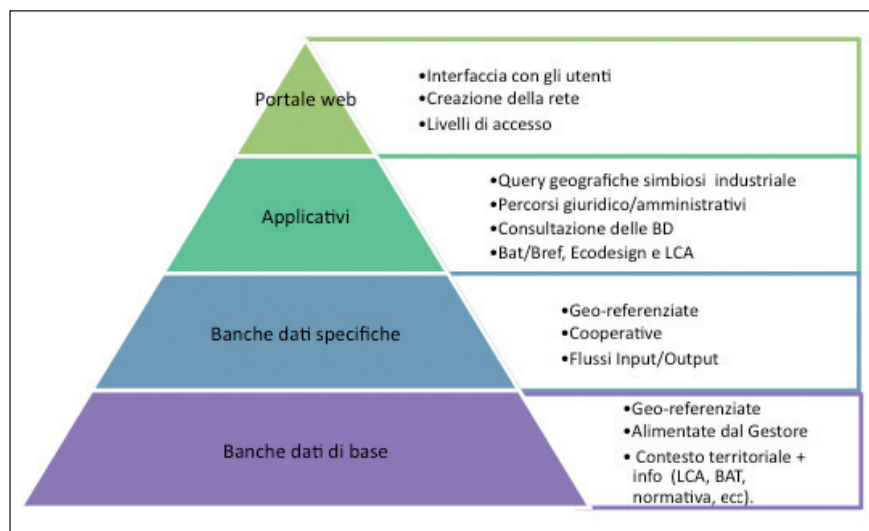 Portale web
•Interfaccia con gli utenti
•Creazione della rete
•Livelli di accesso
Applicativi
•Query geografiche simbiosi industriale
•Percorsi giuridico/amministrativi
•Consultazione delle BD
•Bat/Bref, Ecodesign e LCA
Banche dati specifiche
•Geo-referenziate
•Cooperative
•Flussi Input/Output
Banche dati di base
•Geo-referenziate
•Alimentate dal Gestore
• Contesto territoriale +
info (LCA, BAT,
normativa, ecc).